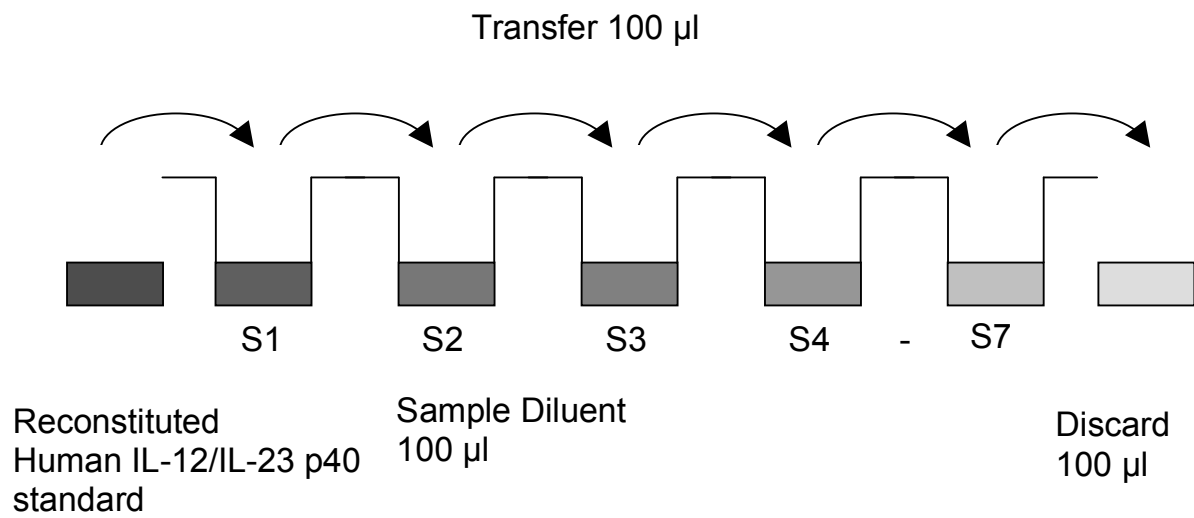 Transfer 100 µl
S1 S2 S3 S4 - S7
Reconstituted
Human IL-12/IL-23 p40
standard
Sample Diluent
100 µl
Discard
100 µl